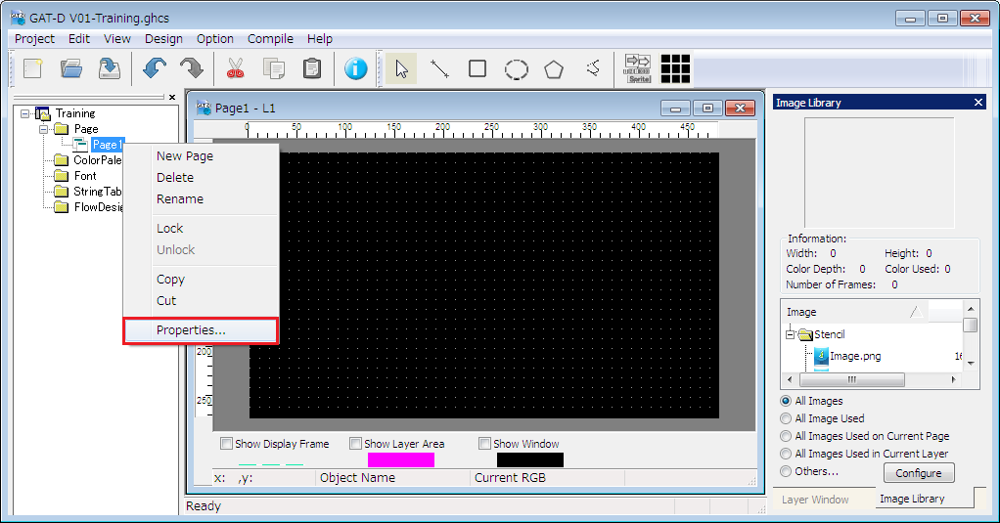 GAT-D V01-Training.ghcs
Project Edit View Design Option Compile Help
Training
Page
Page1
ColorPale
Font
StringTab
FlowDesig
New Page
Delete
Rename
Lock
Unlock
Copy
Cut
Properties...
Page1 - L1
0 50 100 150 200 250 300 350 400 450
200
250
Show Display Frame Show Layer Area Show Window
x: ,y: Object Name Current RGB
Ready
Image Library
Information:
Width: 0 Height: 0
Color Depth: 0 Color Used: 0
Number of Frames: 0
Image
Stencil
Image.png 16
All Images
All Image Used
All Images Used on Current Page
All Images Used in Current Layer
Others...
Configure
Layer Window Image Library